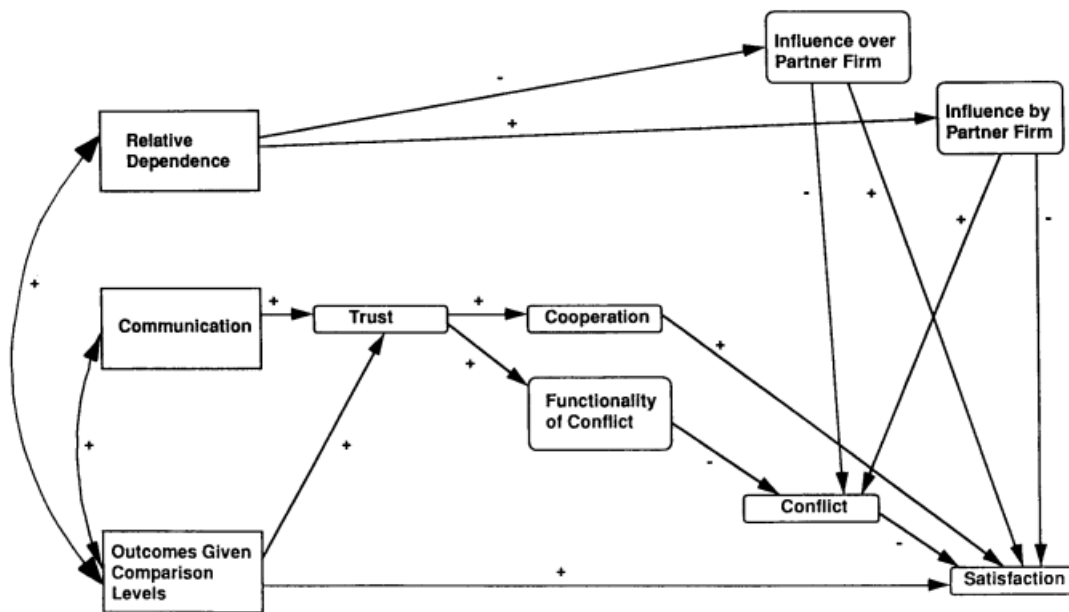 Influence over
Partner Firm
-
Influence by
Partner Firm
+
Relative
Dependence
-
+
+
-
+
Communication
+
Trust
+
Cooperation
+
+
Functionality
of Conflict
+
+
-
Conflict
-
Outcomes Given
Comparison
Levels
+
Satisfaction